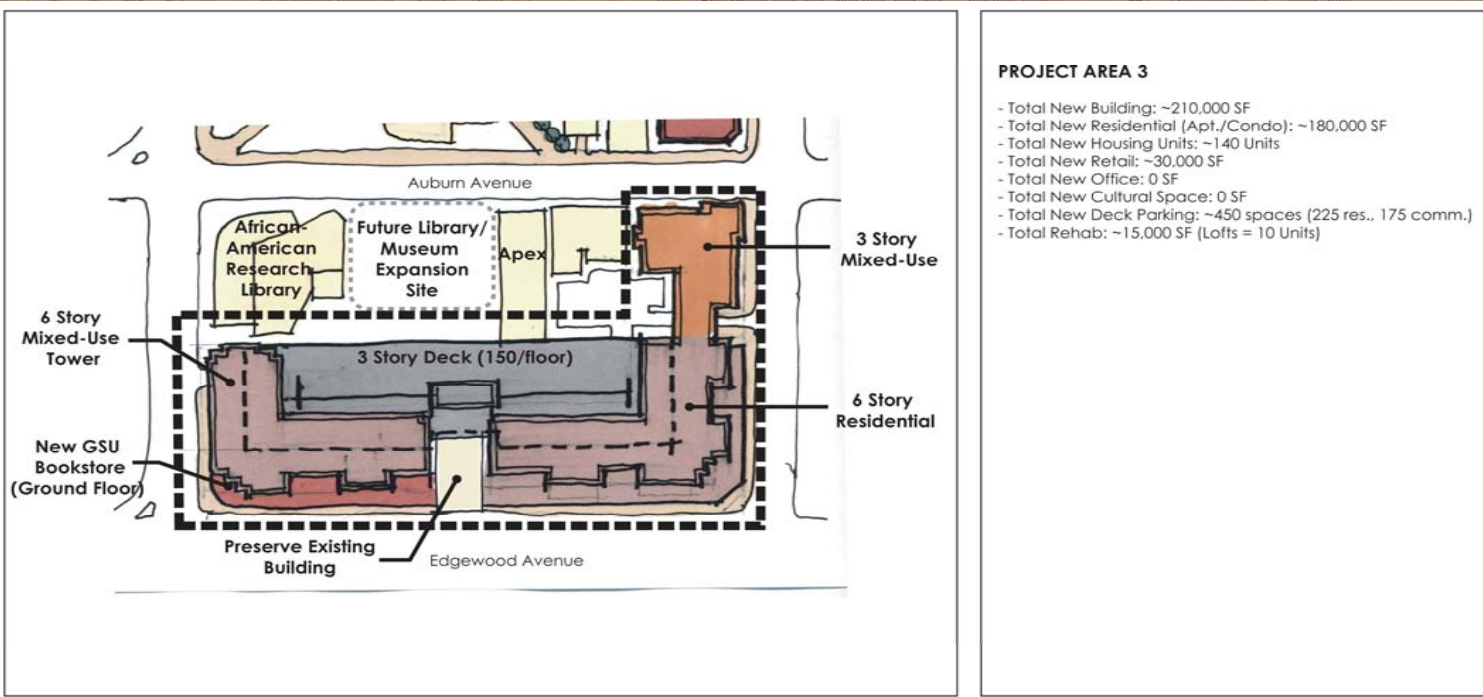 Auburn Avenue
African-
American
Research
Library
Future Library/
Museum
Expansion
Site
Apex
3 Story
Mixed-Use
6 Story
Mixed-Use
Tower
3 Story Deck (150/floor)
6 Story
Residential
New GSU
Bookstore
(Ground Floor)
Preserve Existing
Building
Edgewood Avenue
PROJECT AREA 3
- Total New Building: ~210,000 SF
- Total New Residential (Apt./Condo): ~180,000 SF
- Total New Housing Units: ~140 Units
- Total New Retail: ~30,000 SF
- Total New Office: 0 SF
- Total New Cultural Space: 0 SF
- Total New Deck Parking: ~450 spaces (225 res., 175 comm.)
- Total Rehab: ~15,000 SF (Lofts = 10 Units)